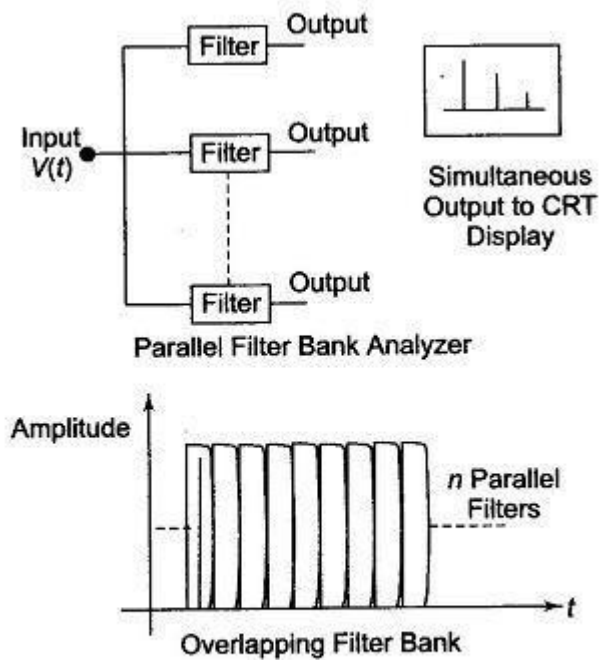 Output
Filter
Input
V(t)
Output
Filter
Simultaneous
Output to CRT
Display
Output
Filter
Parallel Filter Bank Analyzer
Amplitude
n Parallel
Filters
t
Overlapping Filter Bank